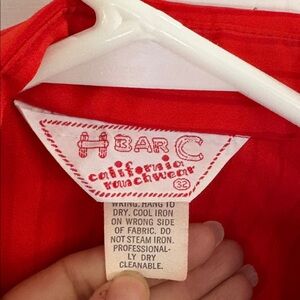 H BAR C
california
ranchwear
32
WRING. HANG TO
DRY. COOL IRON
ON WRONG SIDE
OF FABRIC. DO
NOT STEAM IRON.
PROFESSIONAL-
LY DRY
CLEANABLE.